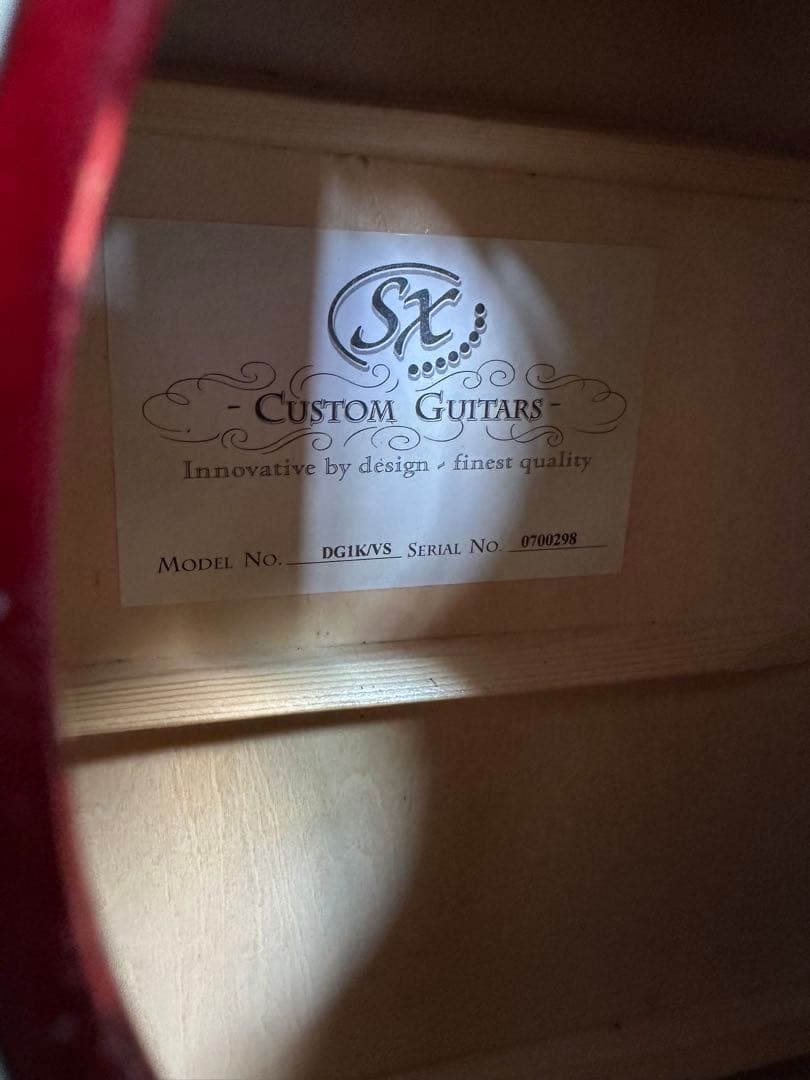 SX
- CUSTOM GUITARS -
Innovative by design - finest quality
MODEL NO. DG1K/VS SERIAL NO. 0700298